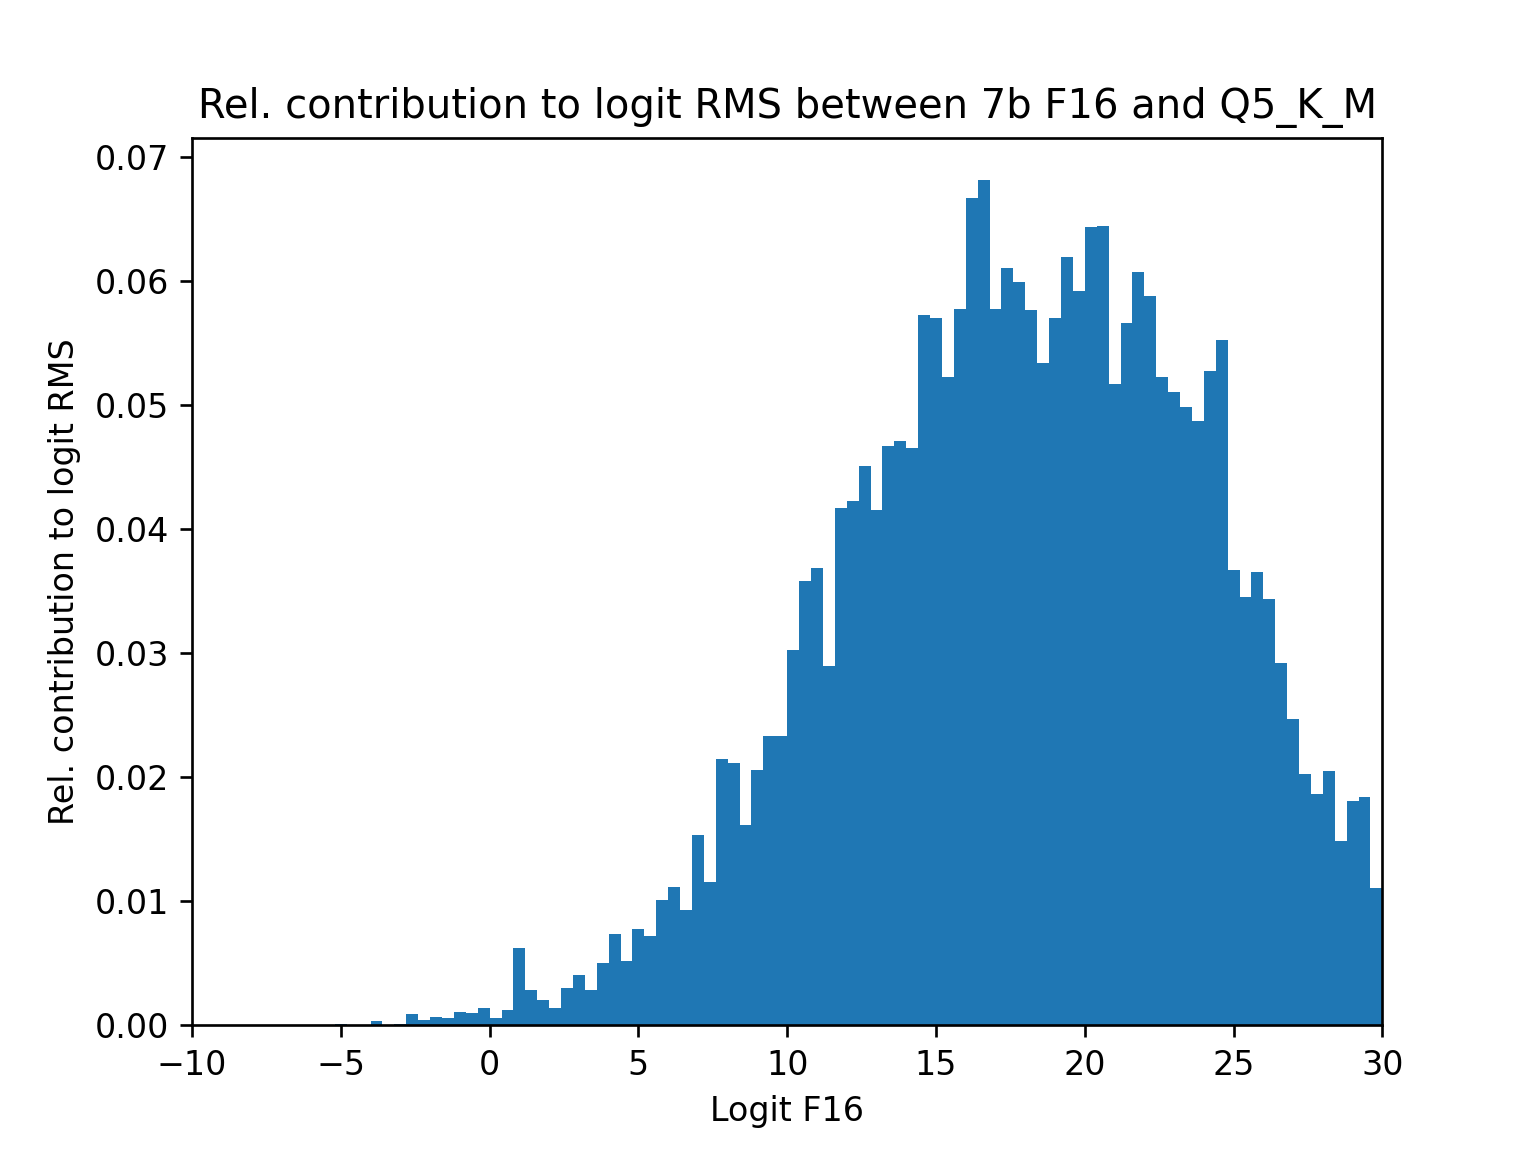 Rel. contribution to logit RMS between 7b F16 and Q5_K_M
0.07
0.06
0.05
0.04
0.03
0.02
0.01
0.00
Rel. contribution to logit RMS
−10 −5 0 5 10 15 20 25 30
Logit F16